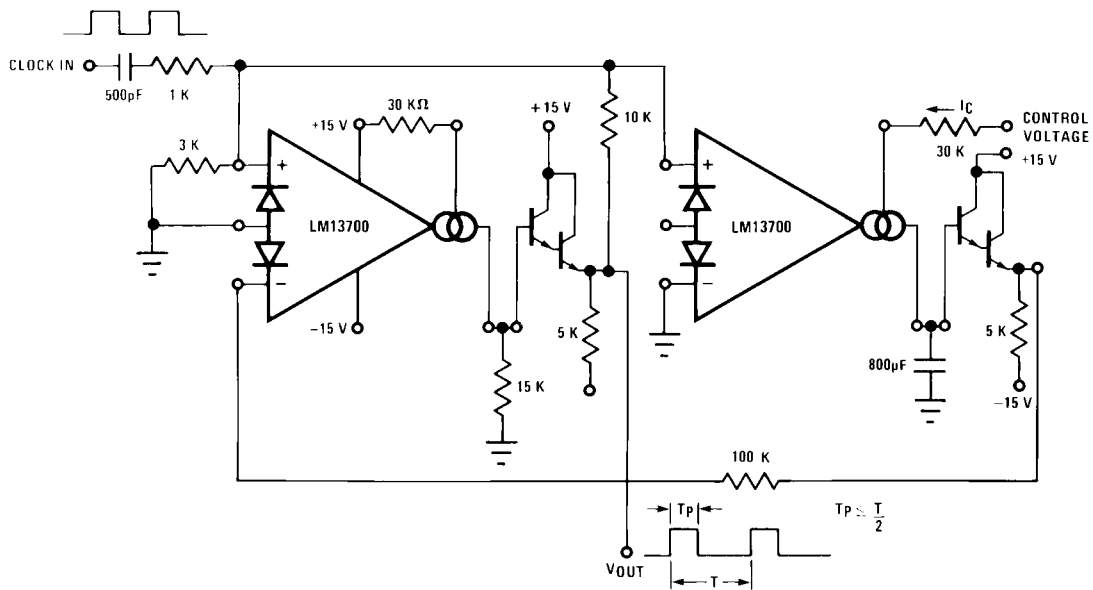 CLOCK IN
500pF
1 K
3 K
+15 V
30 KΩ
+
LM13700
−
−15 V
+15 V
10 K
5 K
15 K
+
LM13700
−
IC
30 K
CONTROL
VOLTAGE
+15 V
5 K
−15 V
800μF
100 K
VOUT
TP
T
TP ≤ T/2